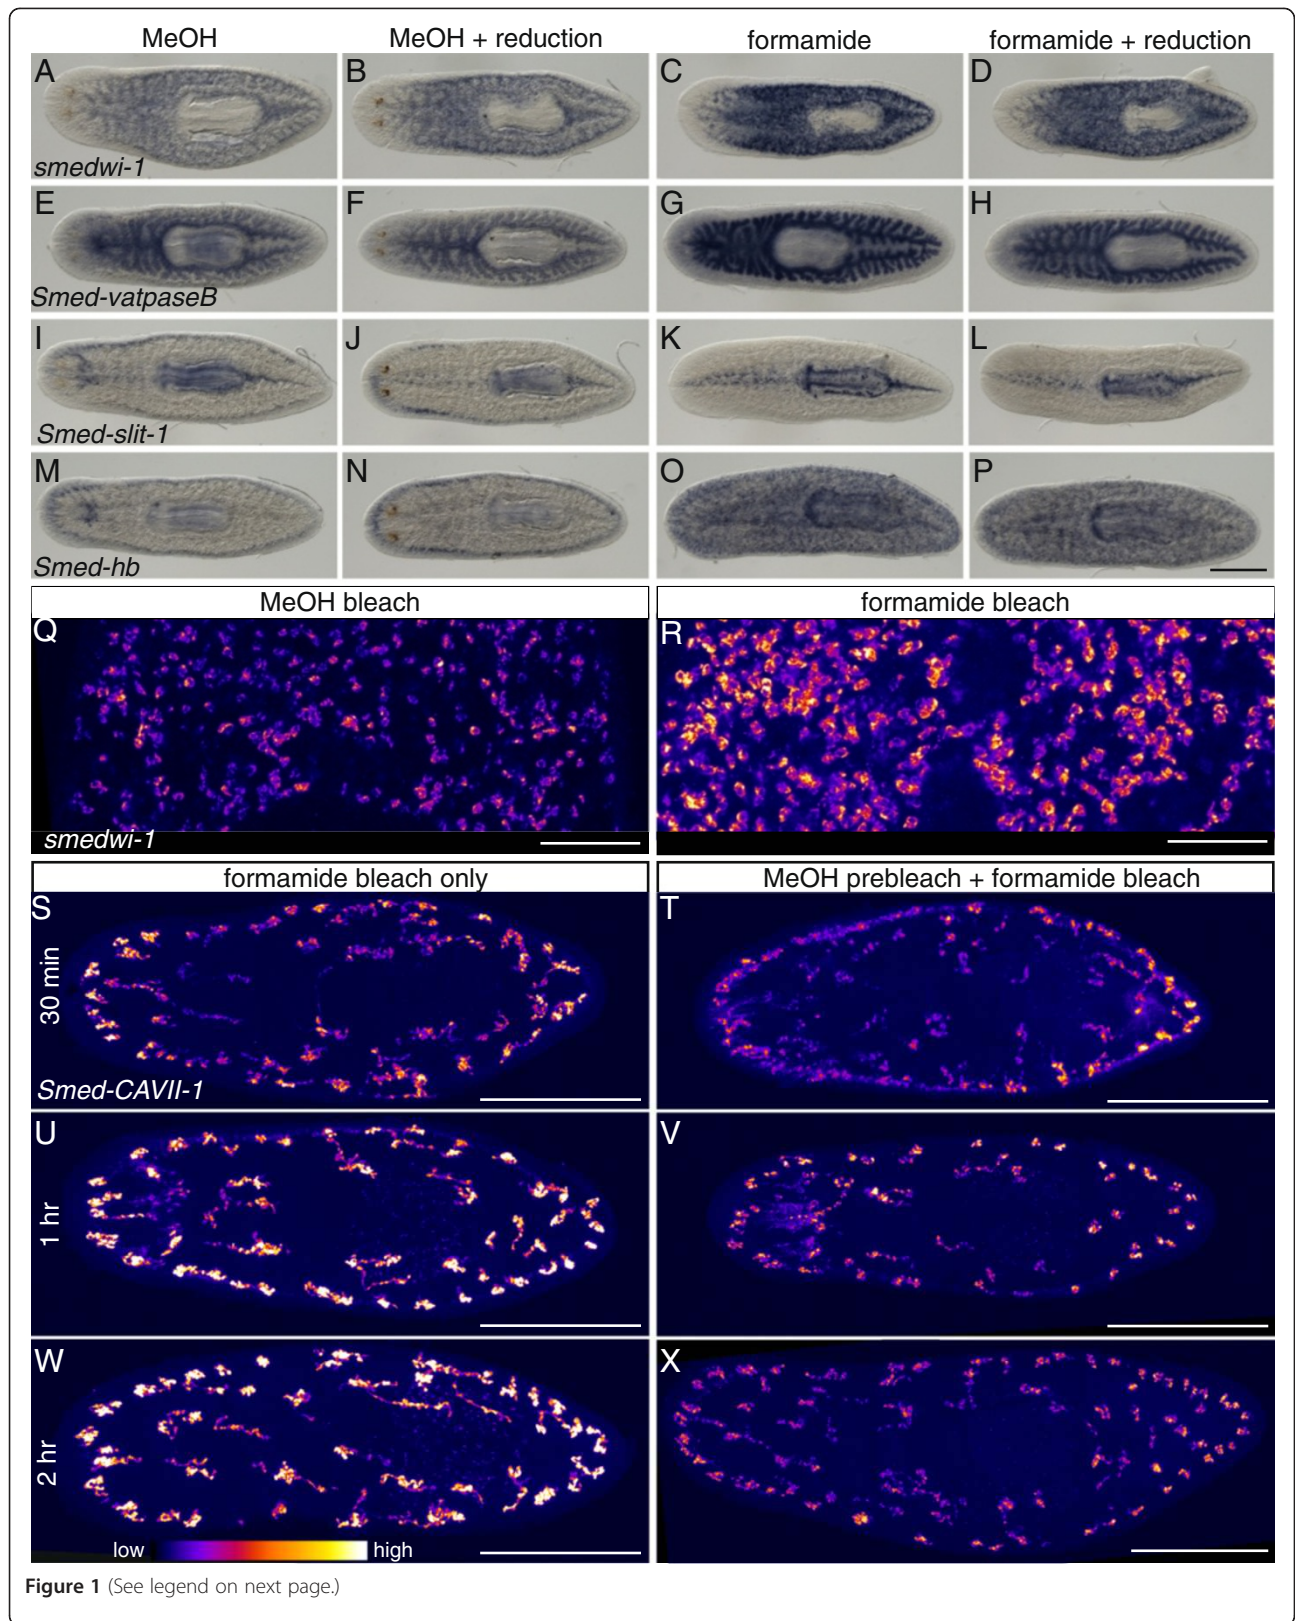 MeOH
MeOH + reduction
formamide
formamide + reduction
A
B
C
D
smedwi-1
E
F
G
H
Smed-vatpaseB
I
J
K
L
Smed-slit-1
M
N
O
P
Smed-hb
MeOH bleach
formamide bleach
Q
R
smedwi-1
formamide bleach only
MeOH prebleach + formamide bleach
S
T
30 min
Smed-CAVII-1
U
V
1 hr
W
X
2 hr
low
high
Figure 1 (See legend on next page.)